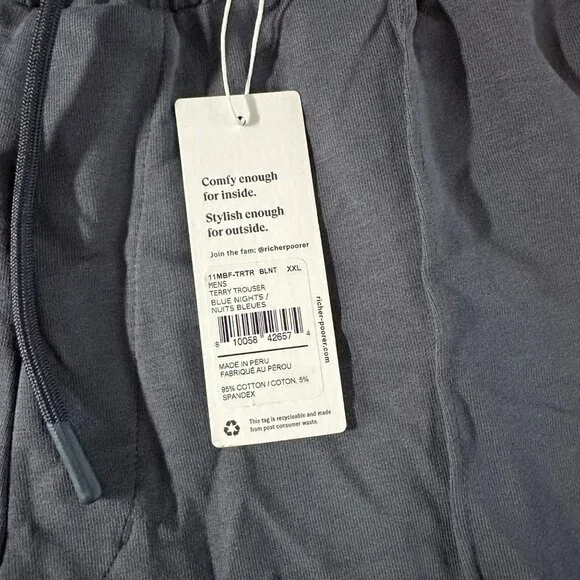 Comfy enough
for inside.
Stylish enough
for outside.
Join the fam: @richerpoorer
11MBF-TRTR BLNT XXL
MENS
TERRY TROUSER
BLUE NIGHTS /
NUITS BLEUES
8 10058 42657 4
MADE IN PERU
FABRIQUÉ AU PÉROU
95% COTTON / COTON, 5%
SPANDEX
richer-poorer.com
This tag is recycleable and made
from post consumer waste.